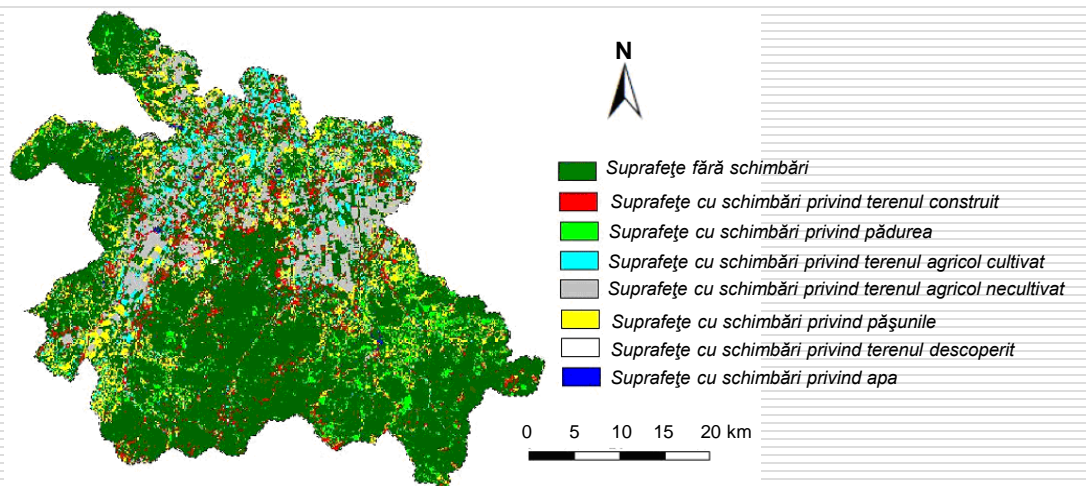 N
Suprafeţe fără schimbări
Suprafeţe cu schimbări privind terenul construit
Suprafeţe cu schimbări privind pădurea
Suprafeţe cu schimbări privind terenul agricol cultivat
Suprafeţe cu schimbări privind terenul agricol necultivat
Suprafeţe cu schimbări privind păşunile
Suprafeţe cu schimbări privind terenul descoperit
Suprafeţe cu schimbări privind apa
0 5 10 15 20 km